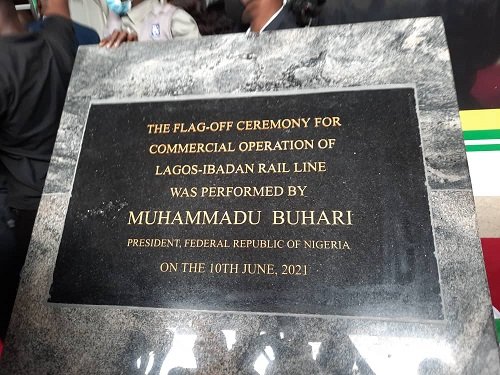 THE FLAG-OFF CEREMONY FOR
COMMERCIAL OPERATION OF
LAGOS-IBADAN RAIL LINE
WAS PERFORMED BY
MUHAMMADU BUHARI
PRESIDENT, FEDERAL REPUBLIC OF NIGERIA
ON THE 10TH JUNE, 2021